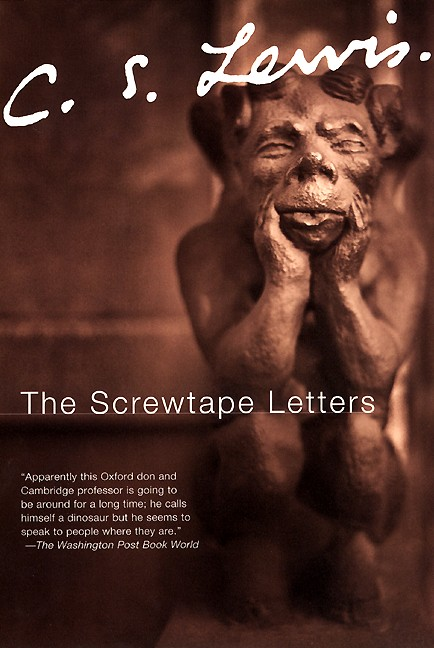 C. S. Lewis.
The Screwtape Letters
“Apparently this Oxford don and
Cambridge professor is going to
be around for a long time; he calls
himself a dinosaur but he seems to
speak to people where they are.”
—The Washington Post Book World